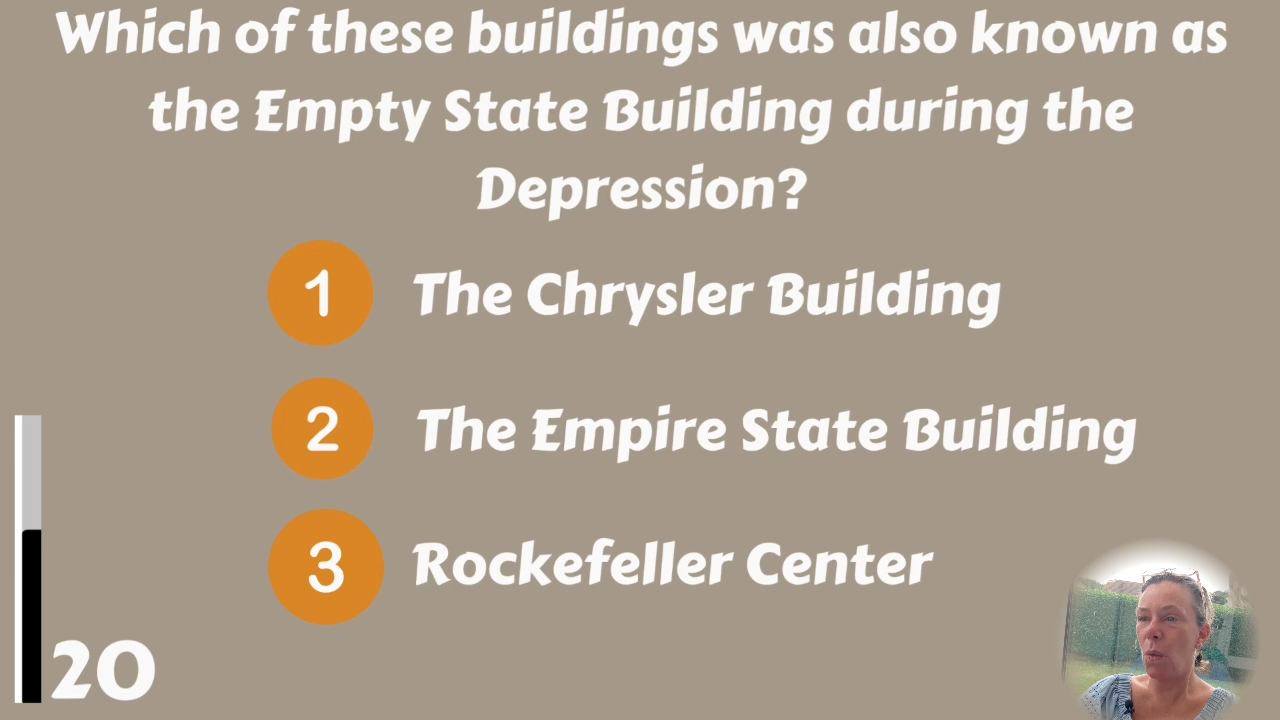 Which of these buildings was also known as
the Empty State Building during the
Depression?
1 The Chrysler Building
2 The Empire State Building
3 Rockefeller Center
20